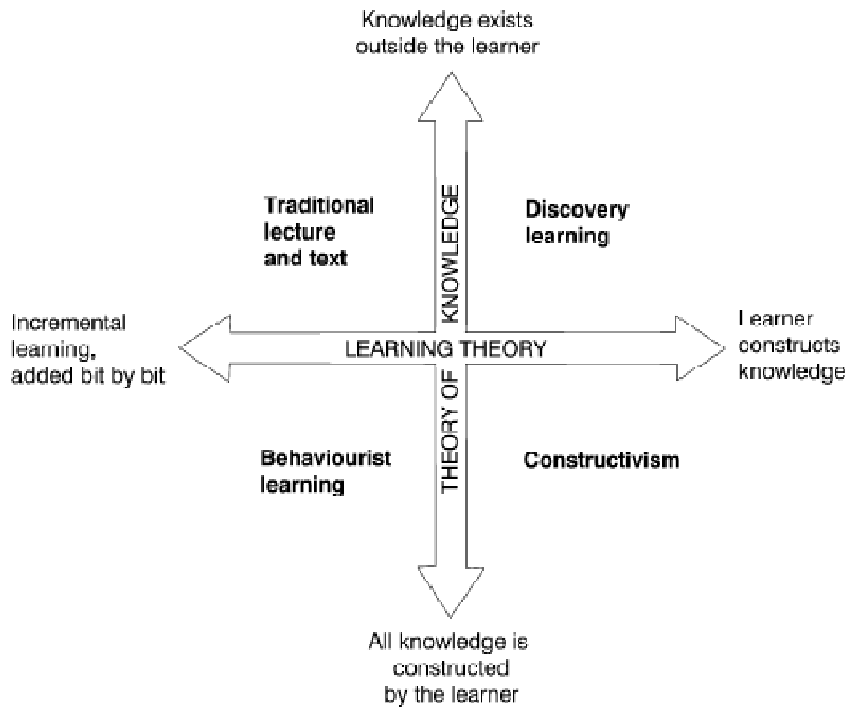 Knowledge exists
outside the learner
Traditional
lecture
and text
Discovery
learning
THEORY OF KNOWLEDGE
Incremental
learning,
added bit by bit
LEARNING THEORY
Learner
constructs
knowledge
Behaviourist
learning
Constructivism
All knowledge is
constructed
by the learner